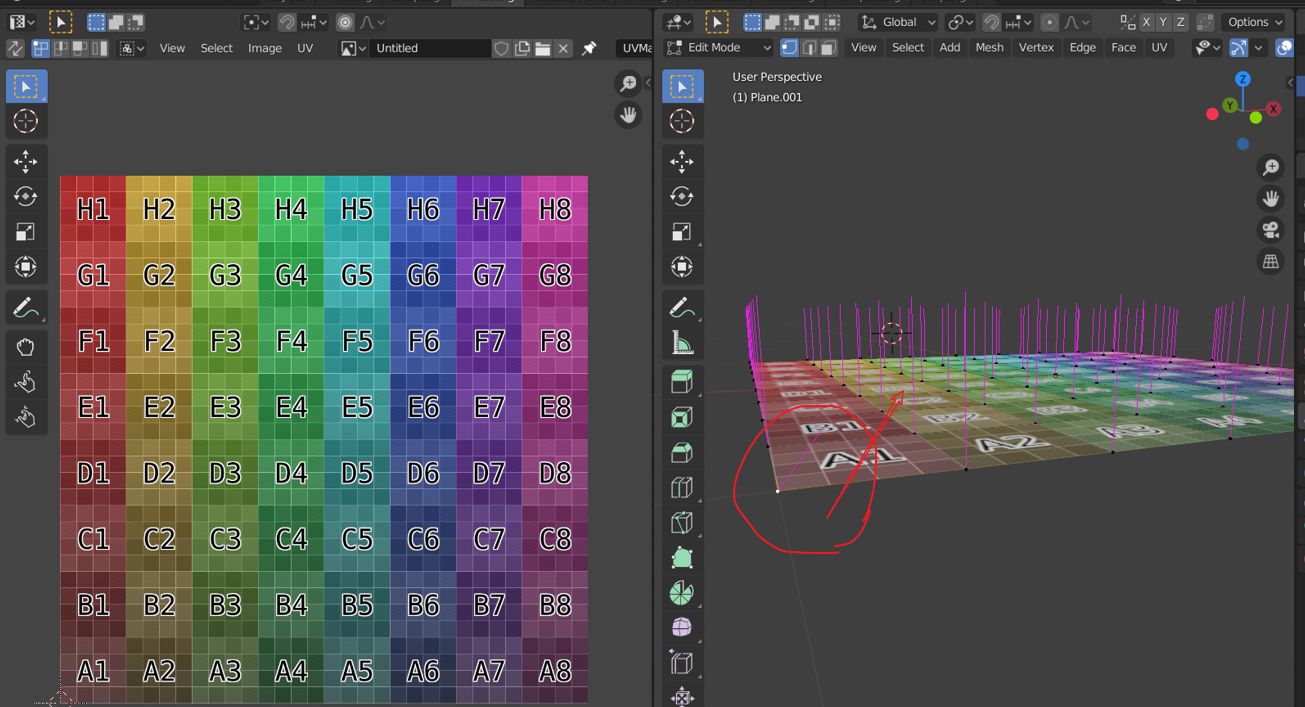 View Select Image UV Untitled UVMa
Global X Y Z Options
Edit Mode View Select Add Mesh Vertex Edge Face UV
User Perspective
(1) Plane.001
Z
Y X
H1 H2 H3 H4 H5 H6 H7 H8
G1 G2 G3 G4 G5 G6 G7 G8
F1 F2 F3 F4 F5 F6 F7 F8
E1 E2 E3 E4 E5 E6 E7 E8
D1 D2 D3 D4 D5 D6 D7 D8
C1 C2 C3 C4 C5 C6 C7 C8
B1 B2 B3 B4 B5 B6 B7 B8
A1 A2 A3 A4 A5 A6 A7 A8
B1 B2
A1 A2 A3